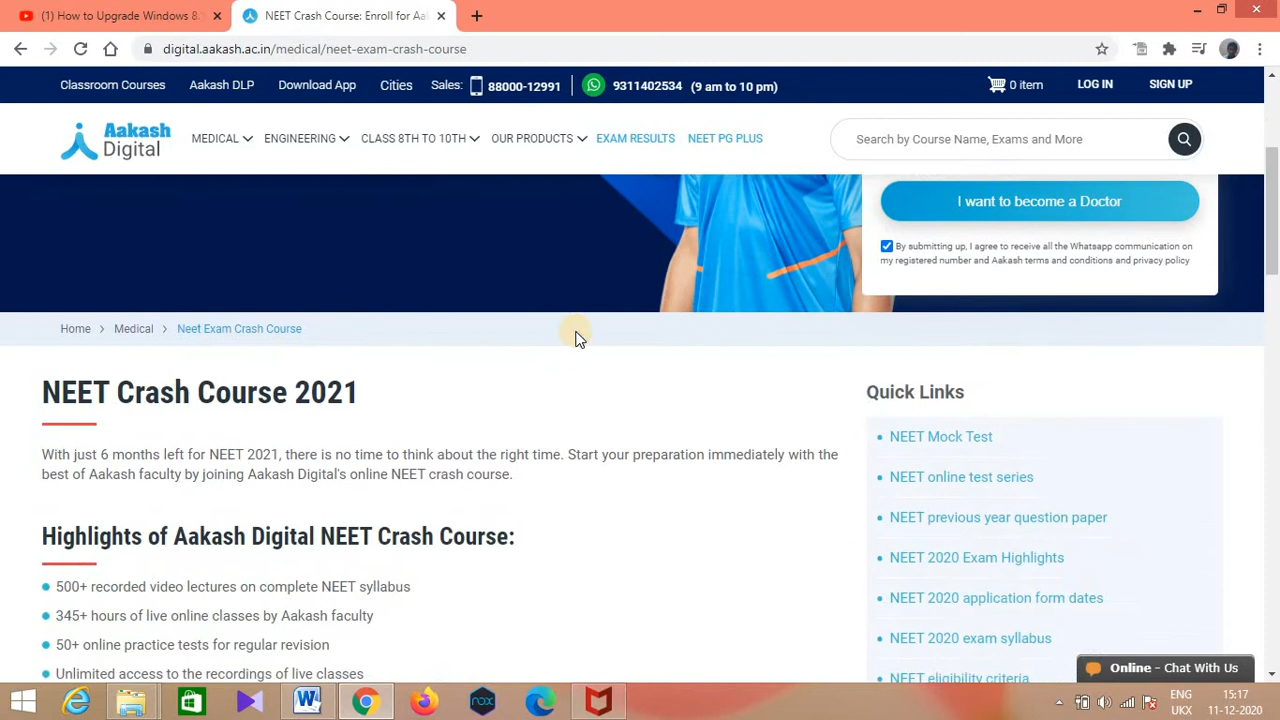 (1) How to Upgrade Windows 8.
NEET Crash Course: Enroll for Aa
digital.aakash.ac.in/medical/neet-exam-crash-course
Classroom Courses Aakash DLP Download App Cities Sales: 88000-12991 9311402534 (9 am to 10 pm) 0 item LOG IN SIGN UP
Aakash
Digital
MEDICAL ENGINEERING CLASS 8TH TO 10TH OUR PRODUCTS EXAM RESULTS NEET PG PLUS Search by Course Name, Exams and More
I want to become a Doctor
By submitting up, I agree to receive all the Whatsapp communication on
my registered number and Aakash terms and conditions and privacy policy
Home > Medical > Neet Exam Crash Course
NEET Crash Course 2021
With just 6 months left for NEET 2021, there is no time to think about the right time. Start your preparation immediately with the
best of Aakash faculty by joining Aakash Digital's online NEET crash course.
Highlights of Aakash Digital NEET Crash Course:
500+ recorded video lectures on complete NEET syllabus
345+ hours of live online classes by Aakash faculty
50+ online practice tests for regular revision
Unlimited access to the recordings of live classes
Quick Links
NEET Mock Test
NEET online test series
NEET previous year question paper
NEET 2020 Exam Highlights
NEET 2020 application form dates
NEET 2020 exam syllabus
NEET eligibility criteria
Online - Chat With Us
nox
ENG
UKX
15:17
11-12-2020